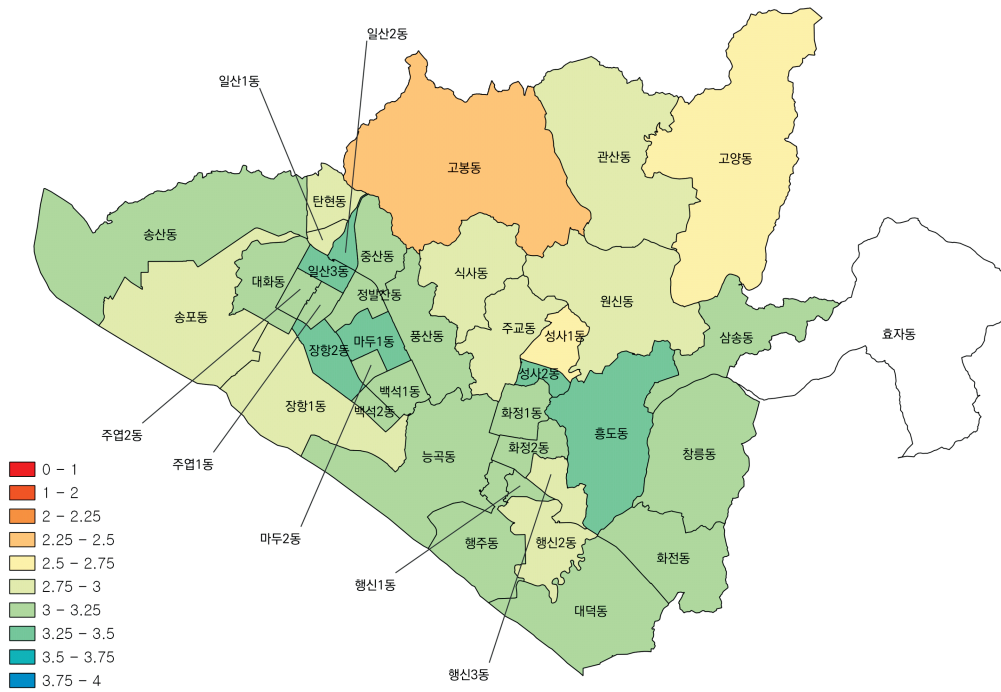 일산2동
일산1동
고봉동
관산동
고양동
탄현동
송산동
중산동
일산3동
대화동
식사동
정발산동
원신동
송포동
주교동
성사1동
풍산동
삼송동
효자동
마두1동
장항2동
성사2동
백석1동
장항1동
백석2동
화정1동
주엽2동
흥도동
화정2동
창릉동
능곡동
주엽1동
마두2동
행주동
행신2동
화전동
행신1동
대덕동
행신3동
0 - 1
1 - 2
2 - 2.25
2.25 - 2.5
2.5 - 2.75
2.75 - 3
3 - 3.25
3.25 - 3.5
3.5 - 3.75
3.75 - 4